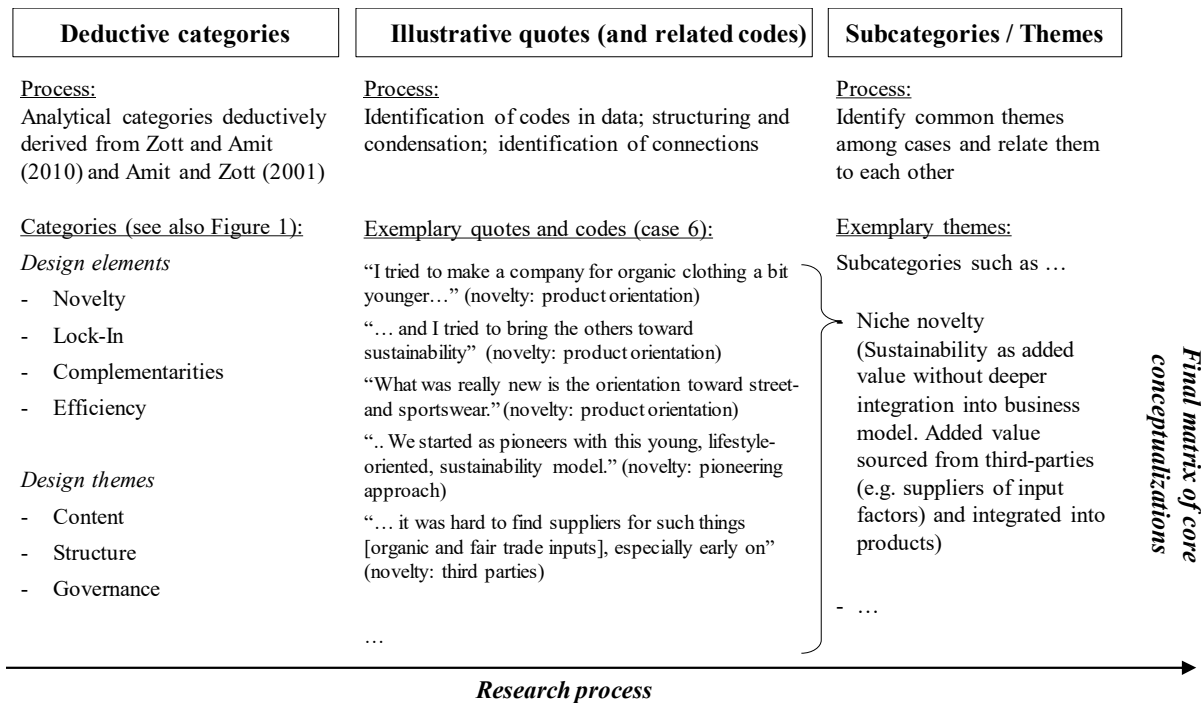 Deductive categories
Process:
Analytical categories deductively
derived from Zott and Amit
(2010) and Amit and Zott (2001)
Categories (see also Figure 1):
Design elements
- Novelty
- Lock-In
- Complementarities
- Efficiency
Design themes
- Content
- Structure
- Governance
Illustrative quotes (and related codes)
Process:
Identification of codes in data; structuring and
condensation; identification of connections
Exemplary quotes and codes (case 6):
“I tried to make a company for organic clothing a bit
younger…” (novelty: product orientation)
“… and I tried to bring the others toward
sustainability” (novelty: product orientation)
“What was really new is the orientation toward street-
and sportswear.” (novelty: product orientation)
“.. We started as pioneers with this young, lifestyle-
oriented, sustainability model.” (novelty: pioneering
approach)
“… it was hard to find suppliers for such things
[organic and fair trade inputs], especially early on”
(novelty: third parties)
…
Subcategories / Themes
Process:
Identify common themes
among cases and relate them
to each other
Exemplary themes:
Subcategories such as …
- Niche novelty
(Sustainability as added
value without deeper
integration into business
model. Added value
sourced from third-parties
(e.g. suppliers of input
factors) and integrated into
products)
- …
Final matrix of core
conceptualizations
Research process